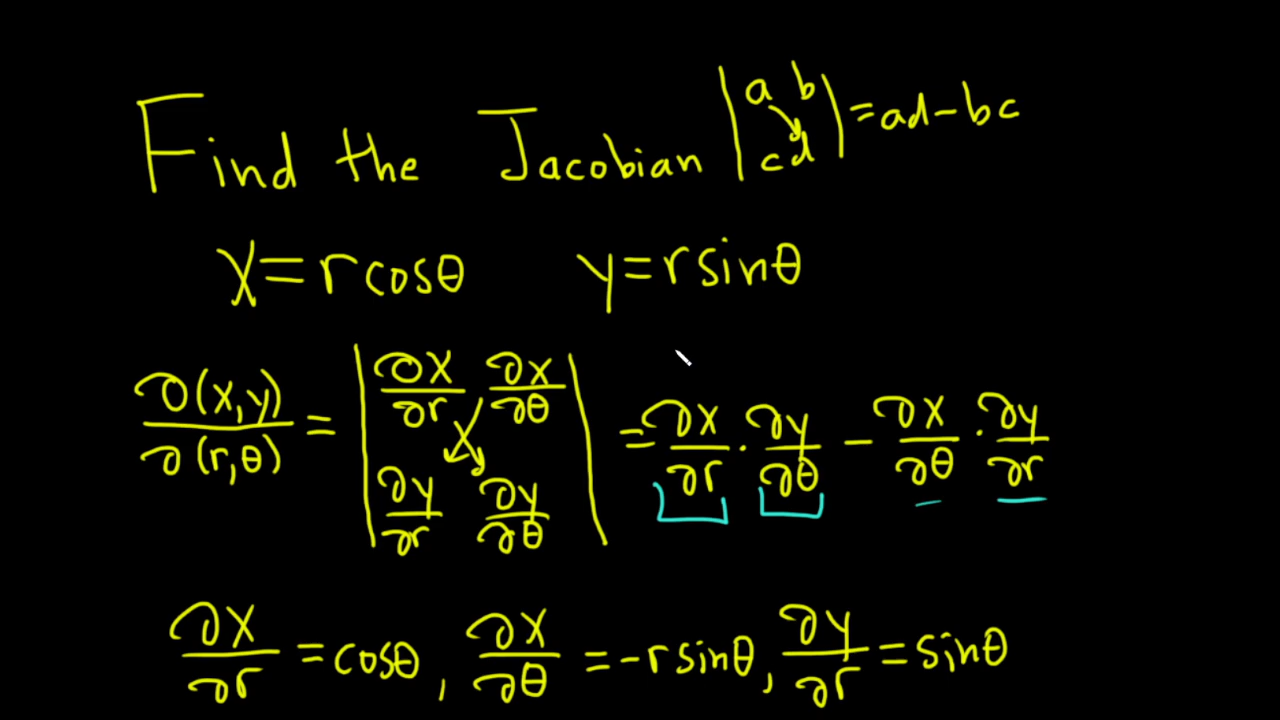 Find the Jacobian |a b; c d| = ad - bc
x = r cosθ    y = r sinθ
∂(x,y)/∂(r,θ) = |∂x/∂r ∂x/∂θ; ∂y/∂r ∂y/∂θ| = ∂x/∂r · ∂y/∂θ - ∂x/∂θ · ∂y/∂r
∂x/∂r = cosθ, ∂x/∂θ = -r sinθ, ∂y/∂r = sinθ